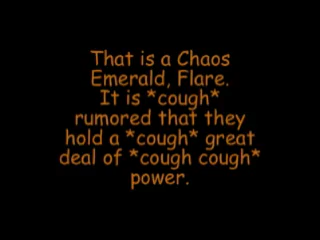 That is a Chaos
Emerald, Flare.
It is *cough*
rumored that they
hold a *cough* great
deal of *cough cough*
power.